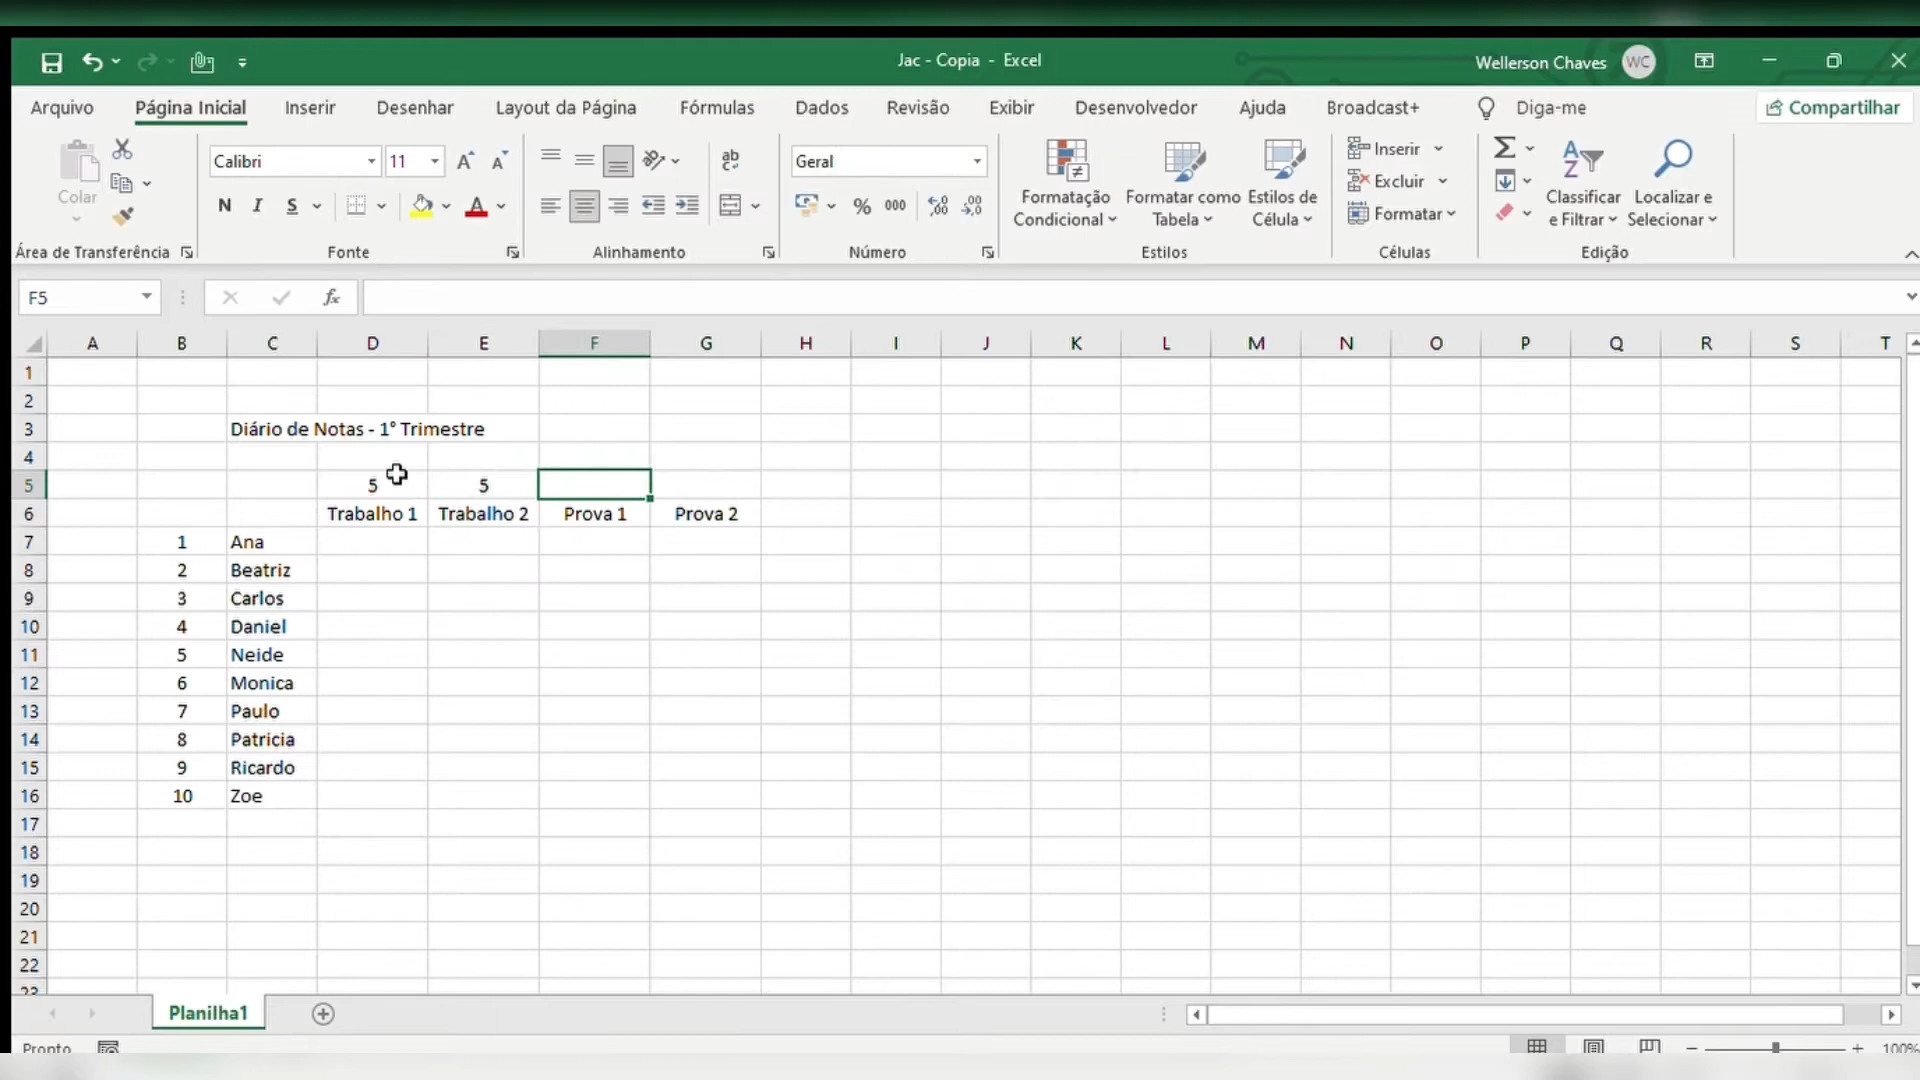 Jac - Copia - Excel
Wellerson Chaves WC
Arquivo Página Inicial Inserir Desenhar Layout da Página Fórmulas Dados Revisão Exibir Desenvolvedor Ajuda Broadcast+ Diga-me Compartilhar
Colar
Área de Transferência
Calibri 11
N I S
Fonte
ab
Alinhamento
Geral
% 000
Número
Formatação Condicional
Formatar como Tabela
Estilos de Célula
Estilos
Inserir
Excluir
Formatar
Células
Classificar e Filtrar
Localizar e Selecionar
Edição
F5 fx
A B C D E F G H I J K L M N O P Q R S T
1
2
3 Diário de Notas - 1° Trimestre
4
5 5 5
6 Trabalho 1 Trabalho 2 Prova 1 Prova 2
7 1 Ana
8 2 Beatriz
9 3 Carlos
10 4 Daniel
11 5 Neide
12 6 Monica
13 7 Paulo
14 8 Patricia
15 9 Ricardo
16 10 Zoe
17
18
19
20
21
22
23
Planilha1
Pronto 100%